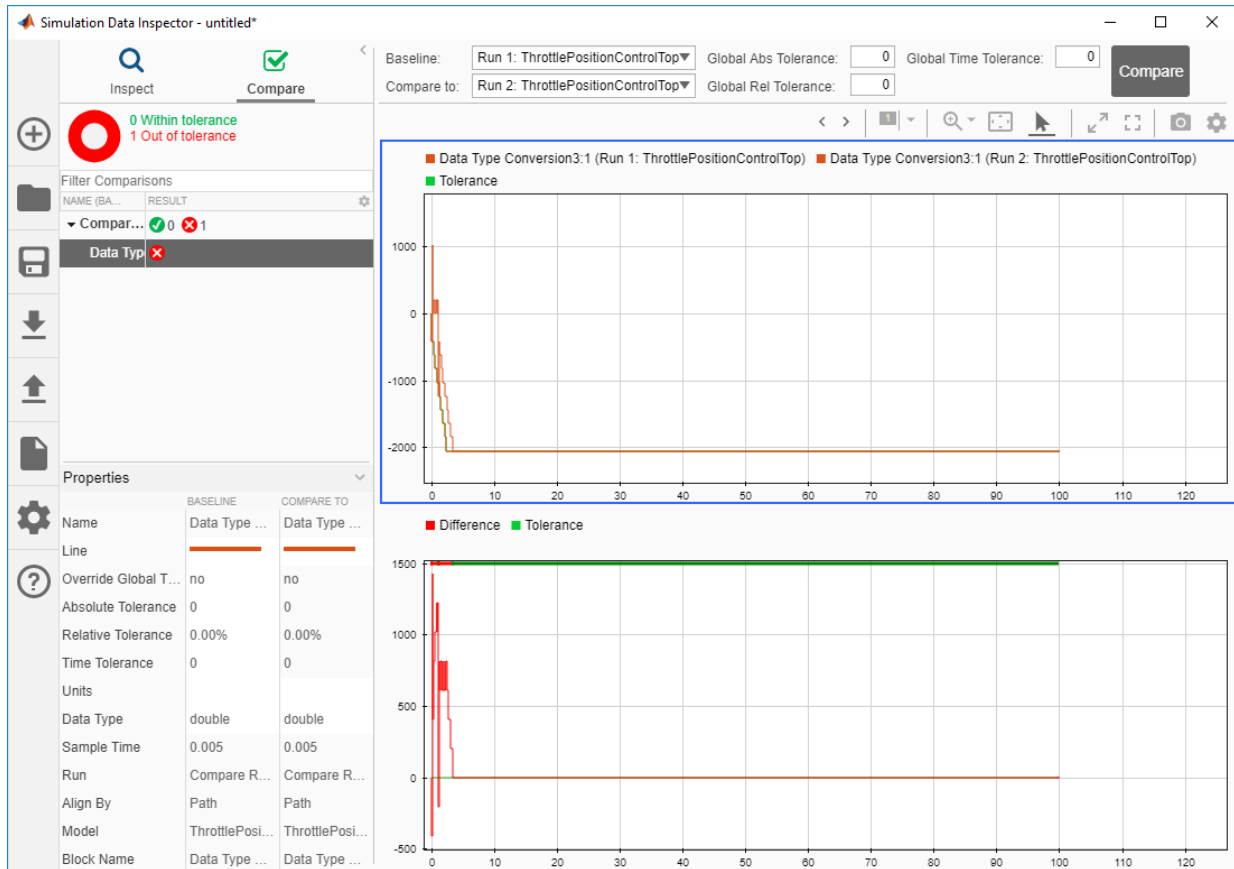 Simulation Data Inspector - untitled*
Inspect
Compare
Baseline:
Run 1: ThrottlePositionControlTop
Global Abs Tolerance:
0
Global Time Tolerance:
0
Compare
Compare to:
Run 2: ThrottlePositionControlTop
Global Rel Tolerance:
0
0 Within tolerance
1 Out of tolerance
1
Filter Comparisons
NAME (BA...
RESULT
Compar...
0
1
Data Typ
Data Type Conversion3:1 (Run 1: ThrottlePositionControlTop)
Data Type Conversion3:1 (Run 2: ThrottlePositionControlTop)
Tolerance
1000
0
-1000
-2000
0 10 20 30 40 50 60 70 80 90 100 110 120
Properties
BASELINE
COMPARE TO
Name Data Type ... Data Type ...
Line
Override Global T... no no
Absolute Tolerance 0 0
Relative Tolerance 0.00% 0.00%
Time Tolerance 0 0
Units
Data Type double double
Sample Time 0.005 0.005
Run Compare R... Compare R...
Align By Path Path
Model ThrottlePosi... ThrottlePosi...
Block Name Data Type ... Data Type ...
Difference
Tolerance
1500
1000
500
0
-500
0 10 20 30 40 50 60 70 80 90 100 110 120